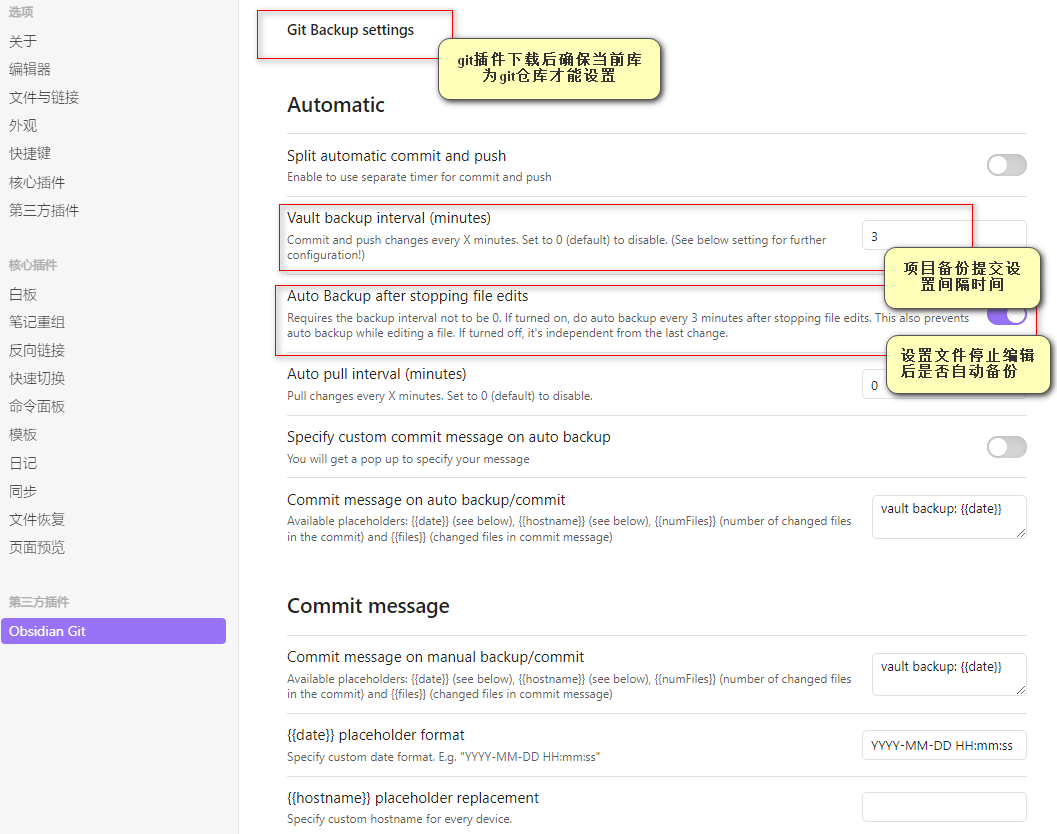 选项
关于
编辑器
文件与链接
外观
快捷键
核心插件
第三方插件
核心插件
白板
笔记重组
反向链接
快速切换
命令面板
模板
日记
同步
文件恢复
页面预览
第三方插件
Obsidian Git
Git Backup settings
git插件下载后确保当前库
为git仓库才能设置
Automatic
Split automatic commit and push
Enable to use separate timer for commit and push
Vault backup interval (minutes)
Commit and push changes every X minutes. Set to 0 (default) to disable. (See below setting for further
configuration!)
3
项目备份提交设
置间隔时间
Auto Backup after stopping file edits
Requires the backup interval not to be 0. If turned on, do auto backup every 3 minutes after stopping file edits. This also prevents
auto backup while editing a file. If turned off, it's independent from the last change.
设置文件停止编辑
后是否自动备份
Auto pull interval (minutes)
Pull changes every X minutes. Set to 0 (default) to disable.
0
Specify custom commit message on auto backup
You will get a pop up to specify your message
Commit message on auto backup/commit
Available placeholders: {{date}} (see below), {{hostname}} (see below), {{numFiles}} (number of changed files
in the commit) and {{files}} (changed files in commit message)
vault backup: {{date}}
Commit message
Commit message on manual backup/commit
Available placeholders: {{date}} (see below), {{hostname}} (see below), {{numFiles}} (number of changed files
in the commit) and {{files}} (changed files in commit message)
vault backup: {{date}}
{{date}} placeholder format
Specify custom date format. E.g. "YYYY-MM-DD HH:mm:ss"
YYYY-MM-DD HH:mm:ss
{{hostname}} placeholder replacement
Specify custom hostname for every device.